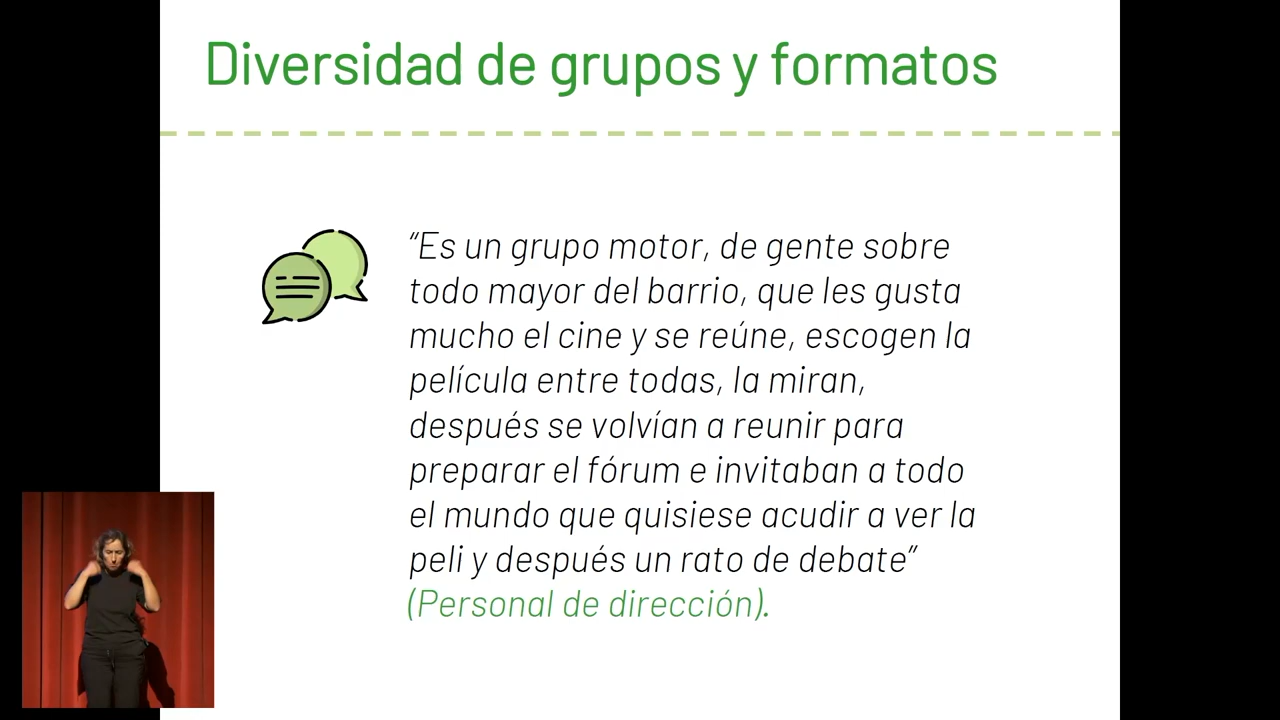 Diversidad de grupos y formatos
“Es un grupo motor, de gente sobre
todo mayor del barrio, que les gusta
mucho el cine y se reúne, escogen la
película entre todas, la miran,
después se volvían a reunir para
preparar el fórum e invitaban a todo
el mundo que quisiese acudir a ver la
peli y después un rato de debate”
(Personal de dirección).